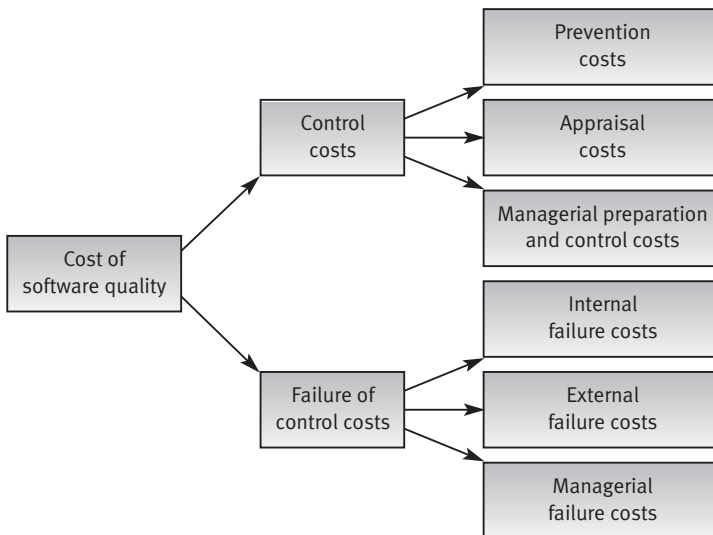 Cost of
software quality
Control
costs
Prevention
costs
Appraisal
costs
Managerial preparation
and control costs
Failure of
control costs
Internal
failure costs
External
failure costs
Managerial
failure costs